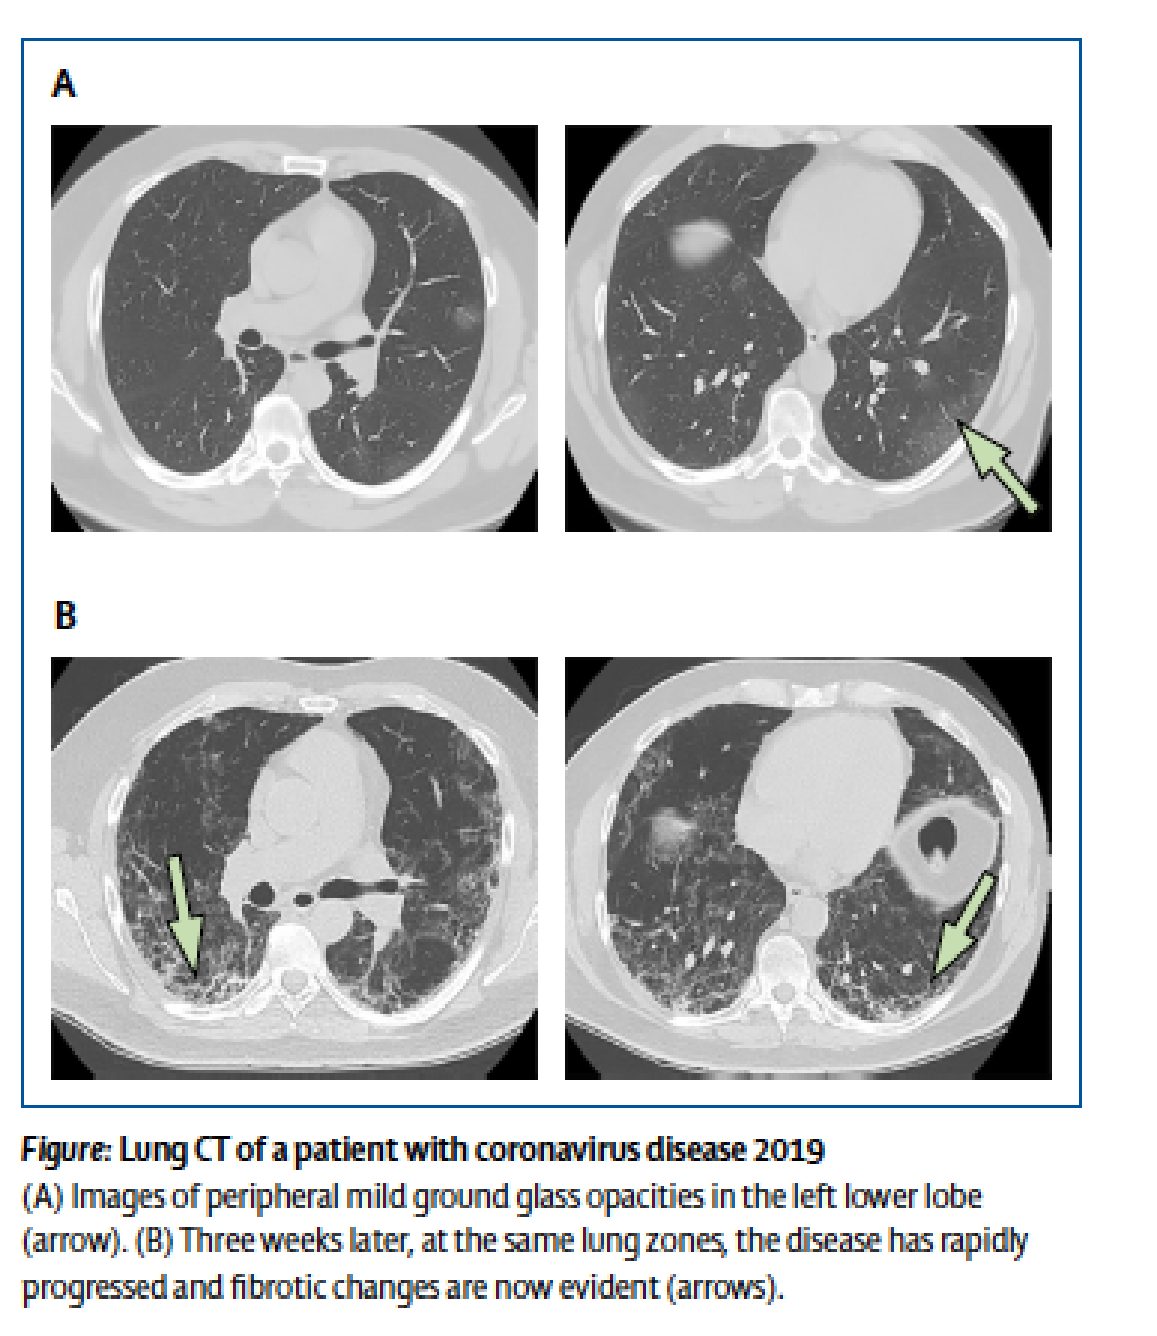 A
B
Figure: Lung CT of a patient with coronavirus disease 2019
(A) Images of peripheral mild ground glass opacities in the left lower lobe
(arrow). (B) Three weeks later, at the same lung zones, the disease has rapidly
progressed and fibrotic changes are now evident (arrows).